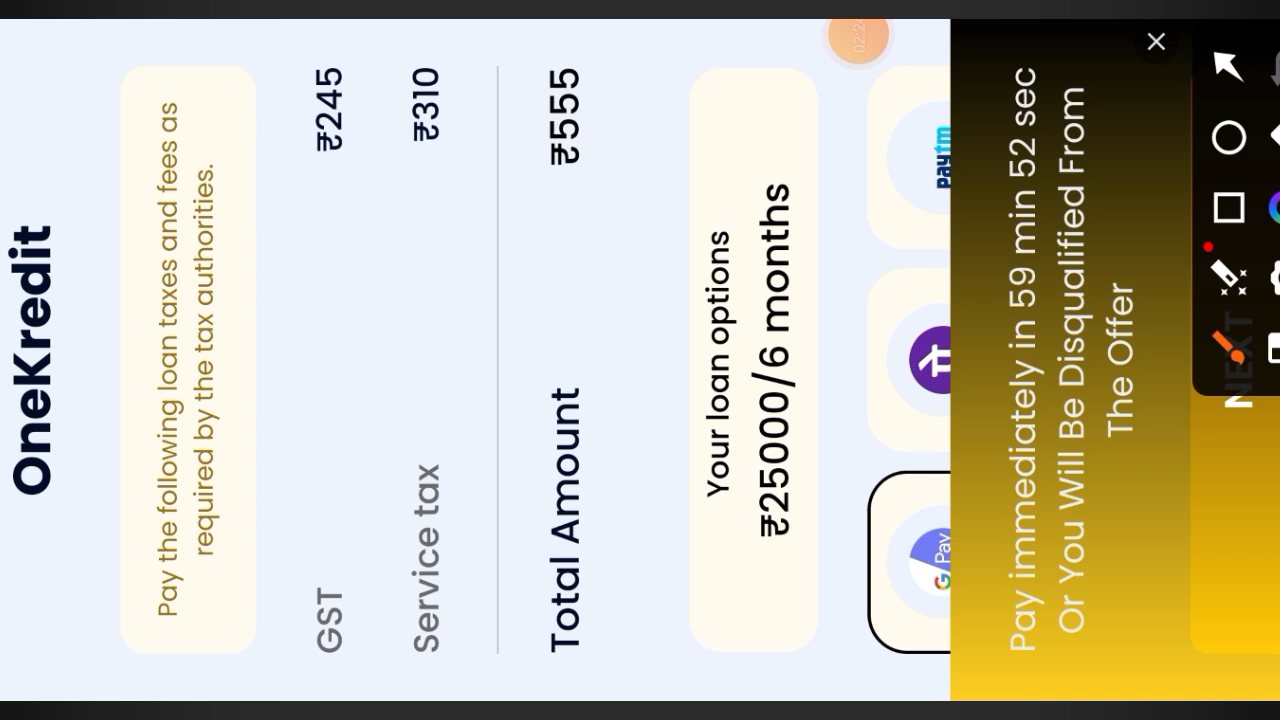 OneKredit
Pay the following loan taxes and fees as
required by the tax authorities.
GST ₹245
Service tax ₹310
Total Amount ₹555
Your loan options
₹25000/6 months
G Pay
paytm
Pay immediately in 59 min 52 sec
Or You Will Be Disqualified From
The Offer
NEXT